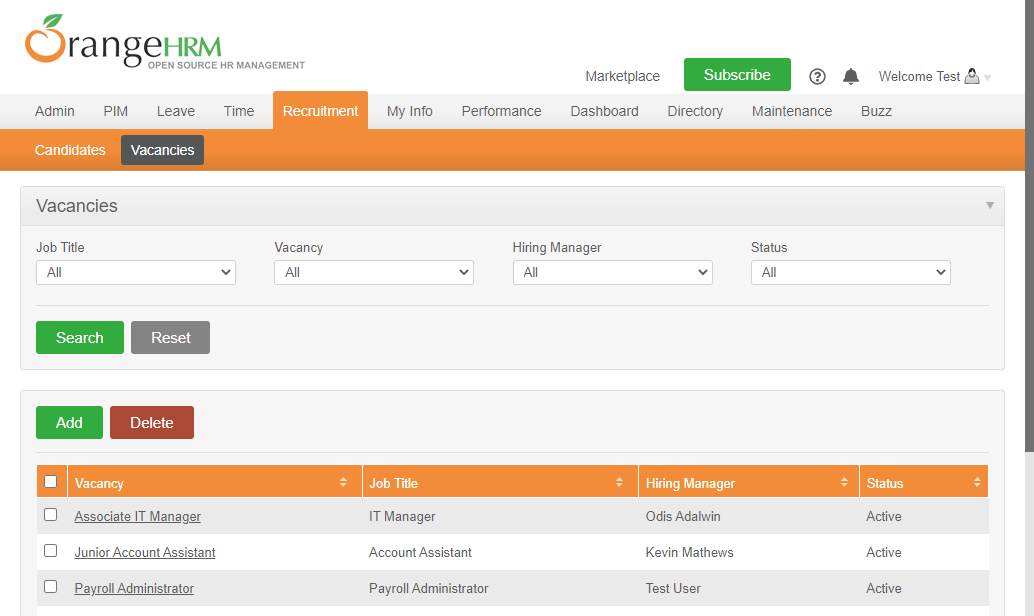 OrangeHRM
OPEN SOURCE HR MANAGEMENT
Marketplace Subscribe ? Welcome Test
Admin PIM Leave Time Recruitment My Info Performance Dashboard Directory Maintenance Buzz
Candidates Vacancies
Vacancies
Job Title Vacancy Hiring Manager Status
All All All All
Search Reset
Add Delete
Vacancy Job Title Hiring Manager Status
Associate IT Manager IT Manager Odis Adalwin Active
Junior Account Assistant Account Assistant Kevin Mathews Active
Payroll Administrator Payroll Administrator Test User Active